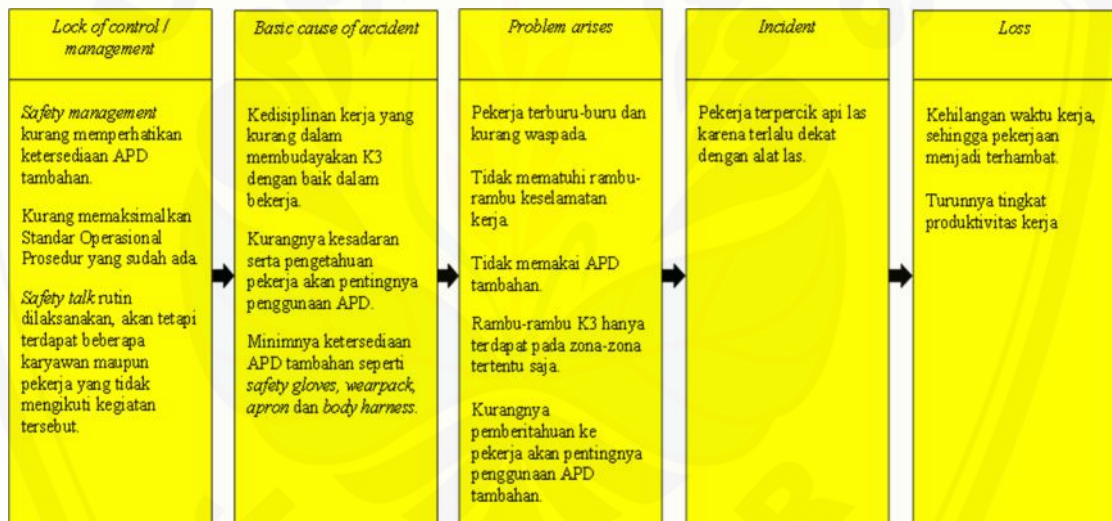 Lock of control /
management
Safety management
kurang memperhatikan
ketersediaan APD
tambahan.
Kurang memaksimalkan
Standar Operasional
Prosedur yang sudah ada.
Safety talk rutin
dilaksanakan, akan tetapi
terdapat beberapa
karyawan maupun
pekerja yang tidak
mengikuti kegiatan
tersebut.
Basic cause of accident
Kedisiplinan kerja yang
kurang dalam
membudayakan K3
dengan baik dalam
bekerja.
Kurangnya kesadaran
serta pengetahuan
pekerja akan pentingnya
penggunaan APD.
Minimnya ketersediaan
APD tambahan seperti
safety gloves, wearpack,
apron dan body harness.
Problem arises
Pekerja terburu-buru dan
kurang waspada.
Tidak mematuhi rambu-
rambu keselamatan
kerja.
Tidak memakai APD
tambahan.
Rambu-rambu K3 hanya
terdapat pada zona-zona
tertentu saja.
Kurangnya
pemberitahuan ke
pekerja akan pentingnya
penggunaan APD
tambahan.
Incident
Pekerja terpercik api las
karena terlalu dekat
dengan alat las.
Loss
Kehilangan waktu kerja,
sehingga pekerjaan
menjadi terhambat.
Turunnya tingkat
produktivitas kerja